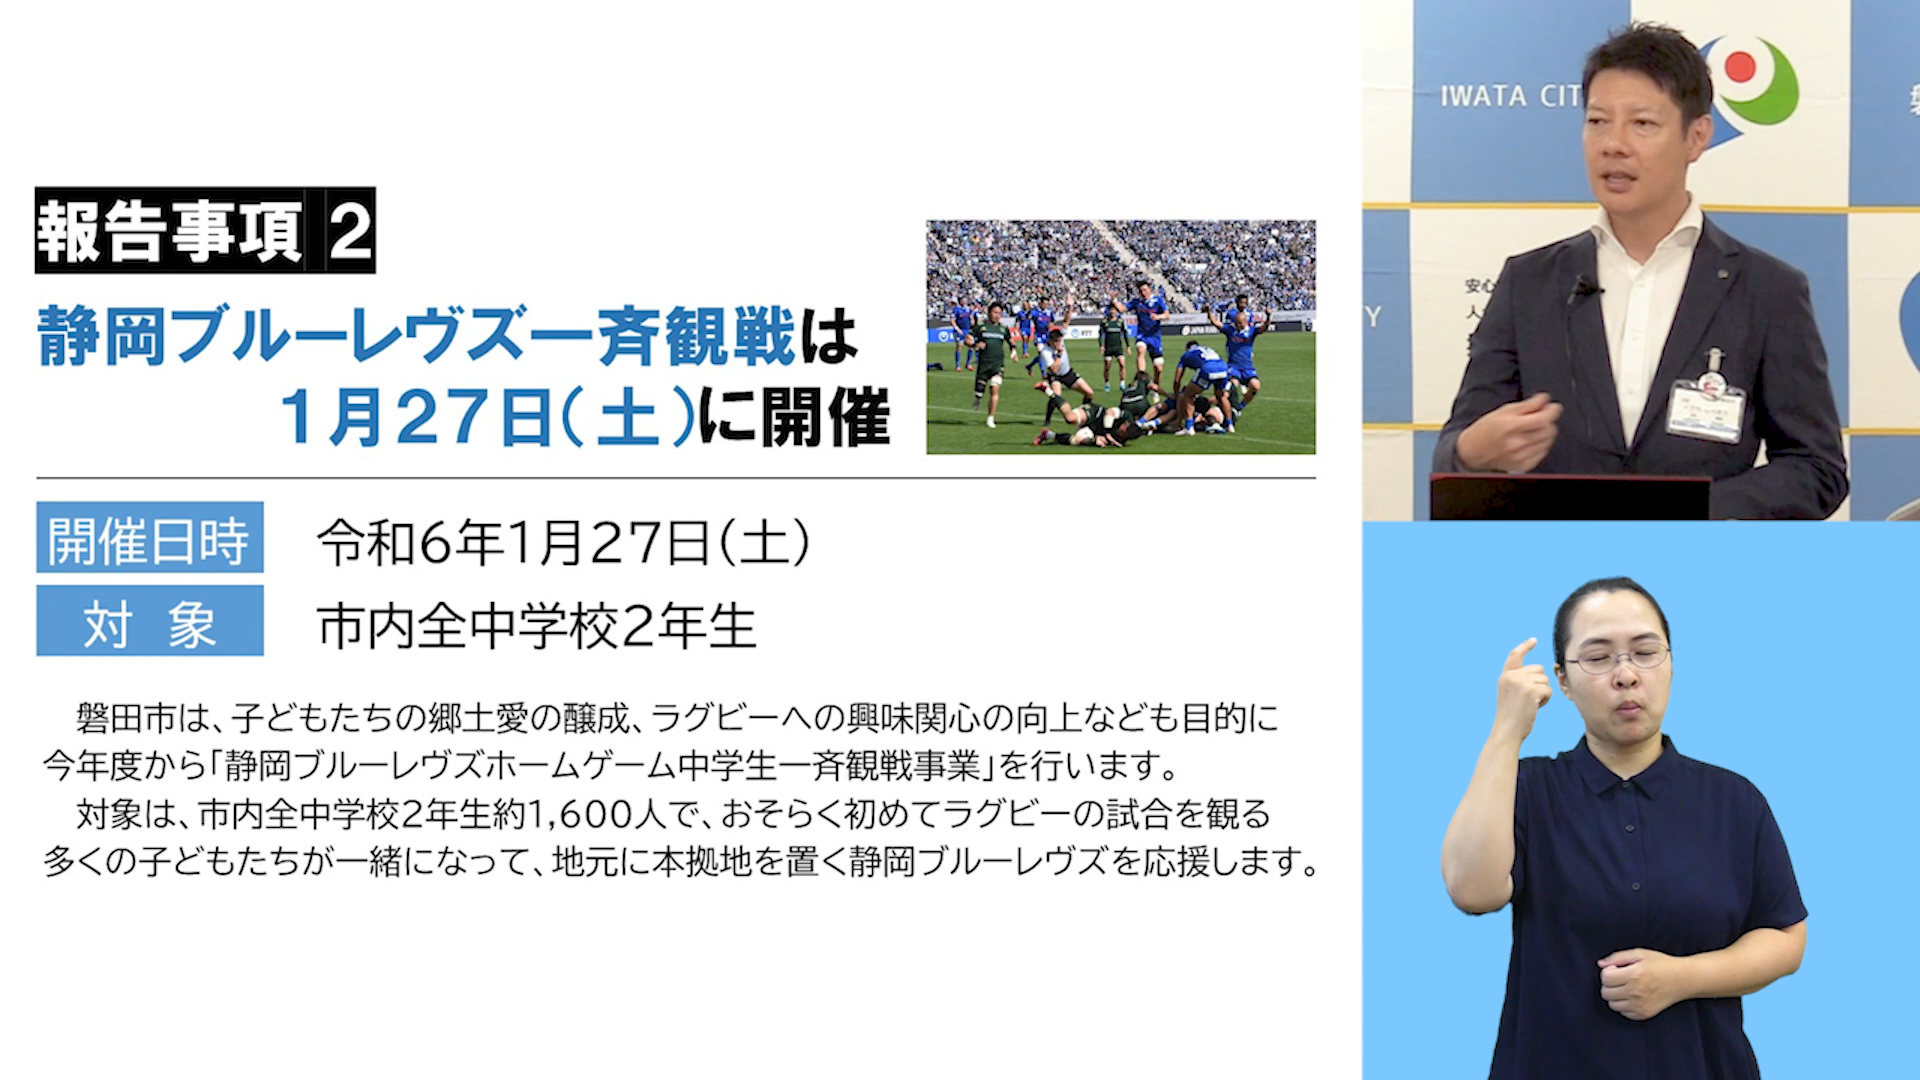 報告事項 2
静岡ブルーレヴズ一斉観戦は
1月27日(土)に開催
開催日時 令和6年1月27日(土)
対 象 市内全中学校2年生
磐田市は、子どもたちの郷土愛の醸成、ラグビーへの興味関心の向上なども目的に
今年度から「静岡ブルーレヴズホームゲーム中学生一斉観戦事業」を行います。
対象は、市内全中学校2年生約1,600人で、おそらく初めてラグビーの試合を観る
多くの子どもたちが一緒になって、地元に本拠地を置く静岡ブルーレヴズを応援します。
IWATA CIT
安心
人